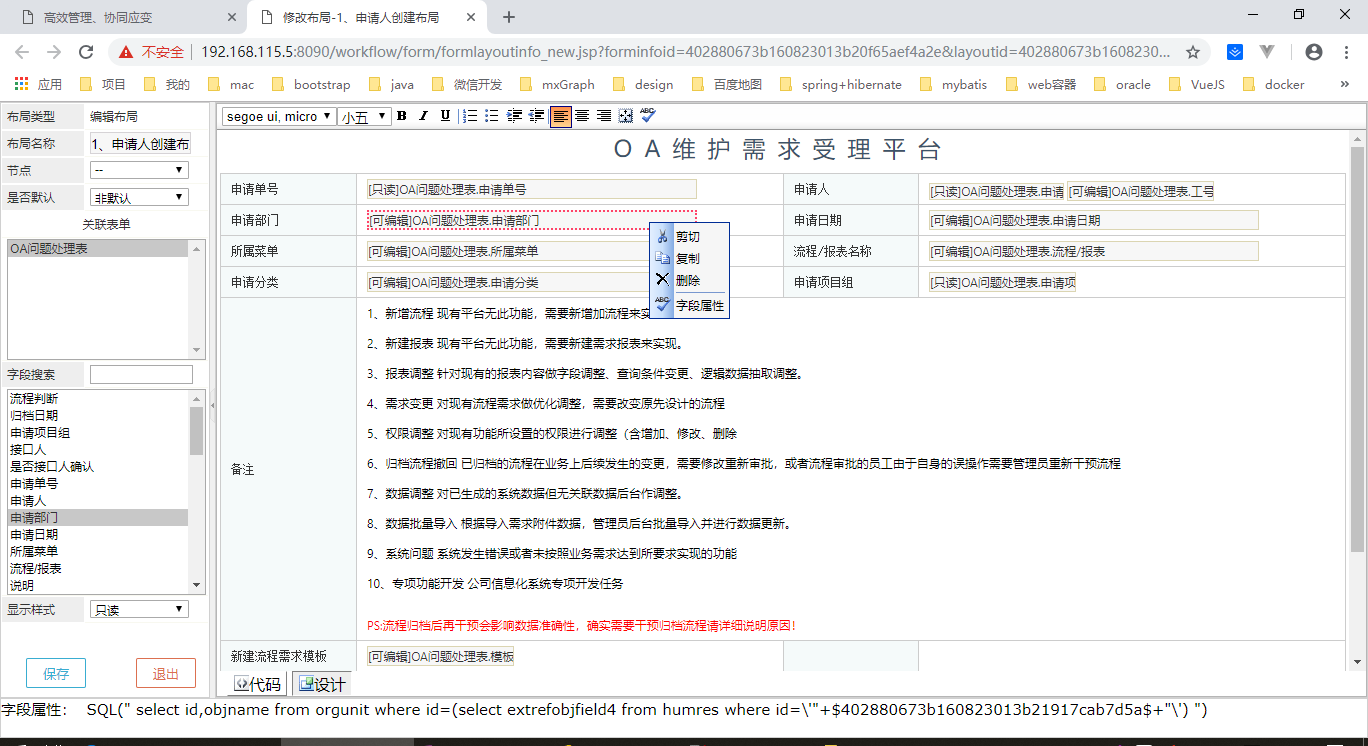 高效管理、协同应变
修改布局-1、申请人创建布局
不安全 192.168.115.5:8090/workflow/form/formlayoutinfo_new.jsp?forminfoid=402880673b160823013b20f65aef4a2e&layoutid=402880673b1608230...
应用 项目 我的 mac bootstrap java 微信开发 mxGraph design 百度地图 spring+hibernate mybatis web容器 oracle VueJS docker »
布局类型 编辑布局
布局名称 1、申请人创建布
节点 --
是否默认 非默认
关联表单
OA问题处理表
字段搜索
流程判断
归档日期
申请项目组
接口人
是否接口人确认
申请单号
申请人
申请部门
申请日期
所属菜单
流程/报表
说明
显示样式 只读
保存 退出
segoe ui, micro 小五 B I U ABC
OA维护需求受理平台
申请单号 [只读]OA问题处理表.申请单号 申请人 [只读]OA问题处理表.申请 [可编辑]OA问题处理表.工号
申请部门 [可编辑]OA问题处理表.申请部门 申请日期 [可编辑]OA问题处理表.申请日期
所属菜单 [可编辑]OA问题处理表.所属菜单 流程/报表名称 [可编辑]OA问题处理表.流程/报表
申请分类 [可编辑]OA问题处理表.申请分类 申请项目组 [只读]OA问题处理表.申请项
剪切
复制
删除
ABC 字段属性
备注
1、新增流程 现有平台无此功能，需要新增加流程来实
2、新建报表 现有平台无此功能，需要新建需求报表来实现。
3、报表调整 针对现有的报表内容做字段调整、查询条件变更、逻辑数据抽取调整。
4、需求变更 对现有流程需求做优化调整，需要改变原先设计的流程
5、权限调整 对现有功能所设置的权限进行调整（含增加、修改、删除
6、归档流程撤回 已归档的流程在业务上后续发生的变更，需要修改重新审批，或者流程审批的员工由于自身的误操作需要管理员重新干预流程
7、数据调整 对已生成的系统数据但无关联数据后台作调整。
8、数据批量导入 根据导入需求附件数据，管理员后台批量导入并进行数据更新。
9、系统问题 系统发生错误或者未按照业务需求达到所要求实现的功能
10、专项功能开发 公司信息化系统专项开发任务
PS:流程归档后再干预会影响数据准确性，确实需要干预归档流程请详细说明原因！
新建流程需求模板 [可编辑]OA问题处理表.模板
代码 设计
字段属性： SQL(" select id,objname from orgunit where id=(select extrefobjfield4 from humres where id=\'"+$402880673b160823013b21917cab7d5a$+"\') ")